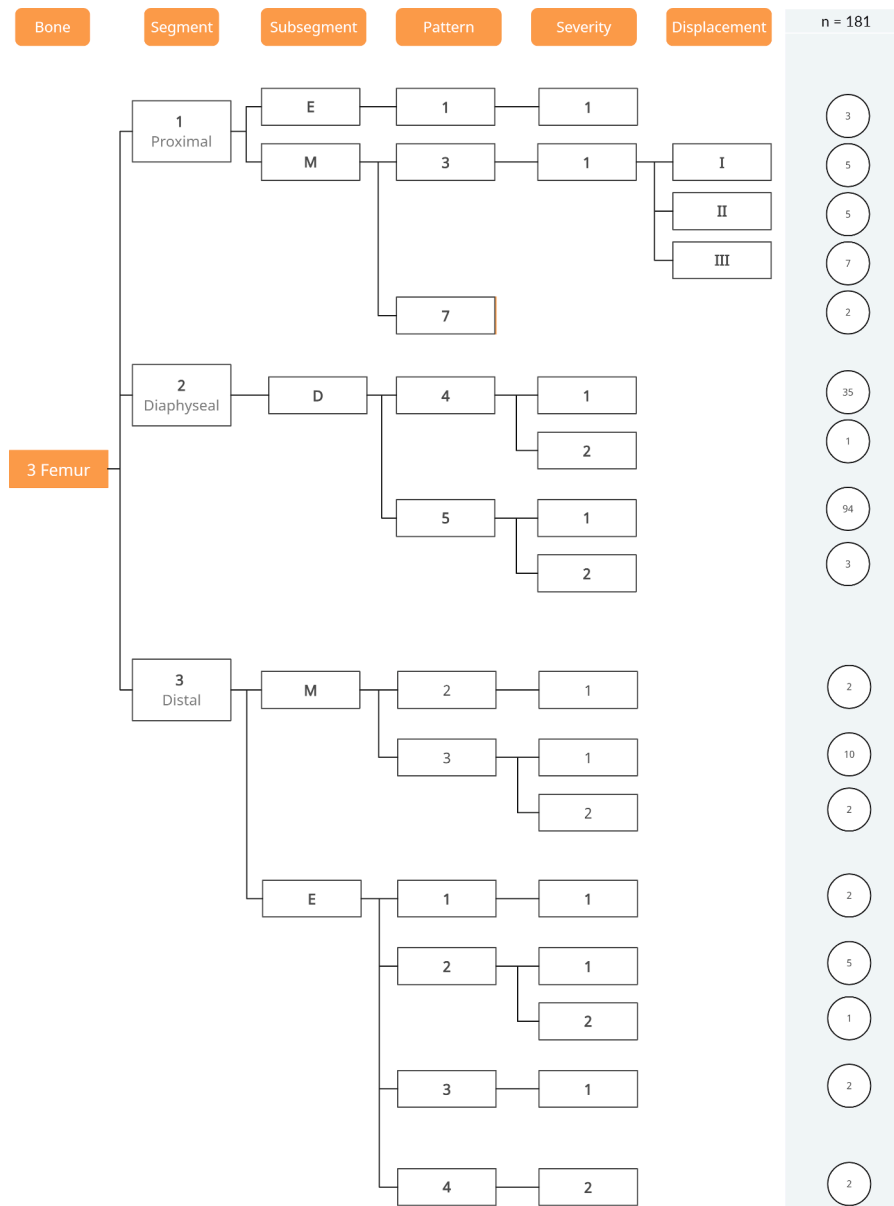 Bone Segment Subsegment Pattern Severity Displacement n = 181
E 1 1 3
1
Proximal
M 3 1 I 5
II 5
III 7
7 2
2
Diaphyseal
D 4 1 35
2 1
3 Femur
5 1 94
2 3
3
Distal
M 2 1 2
3 1 10
2 2
E 1 1 2
2 1 5
2 1
3 1 2
4 2 2